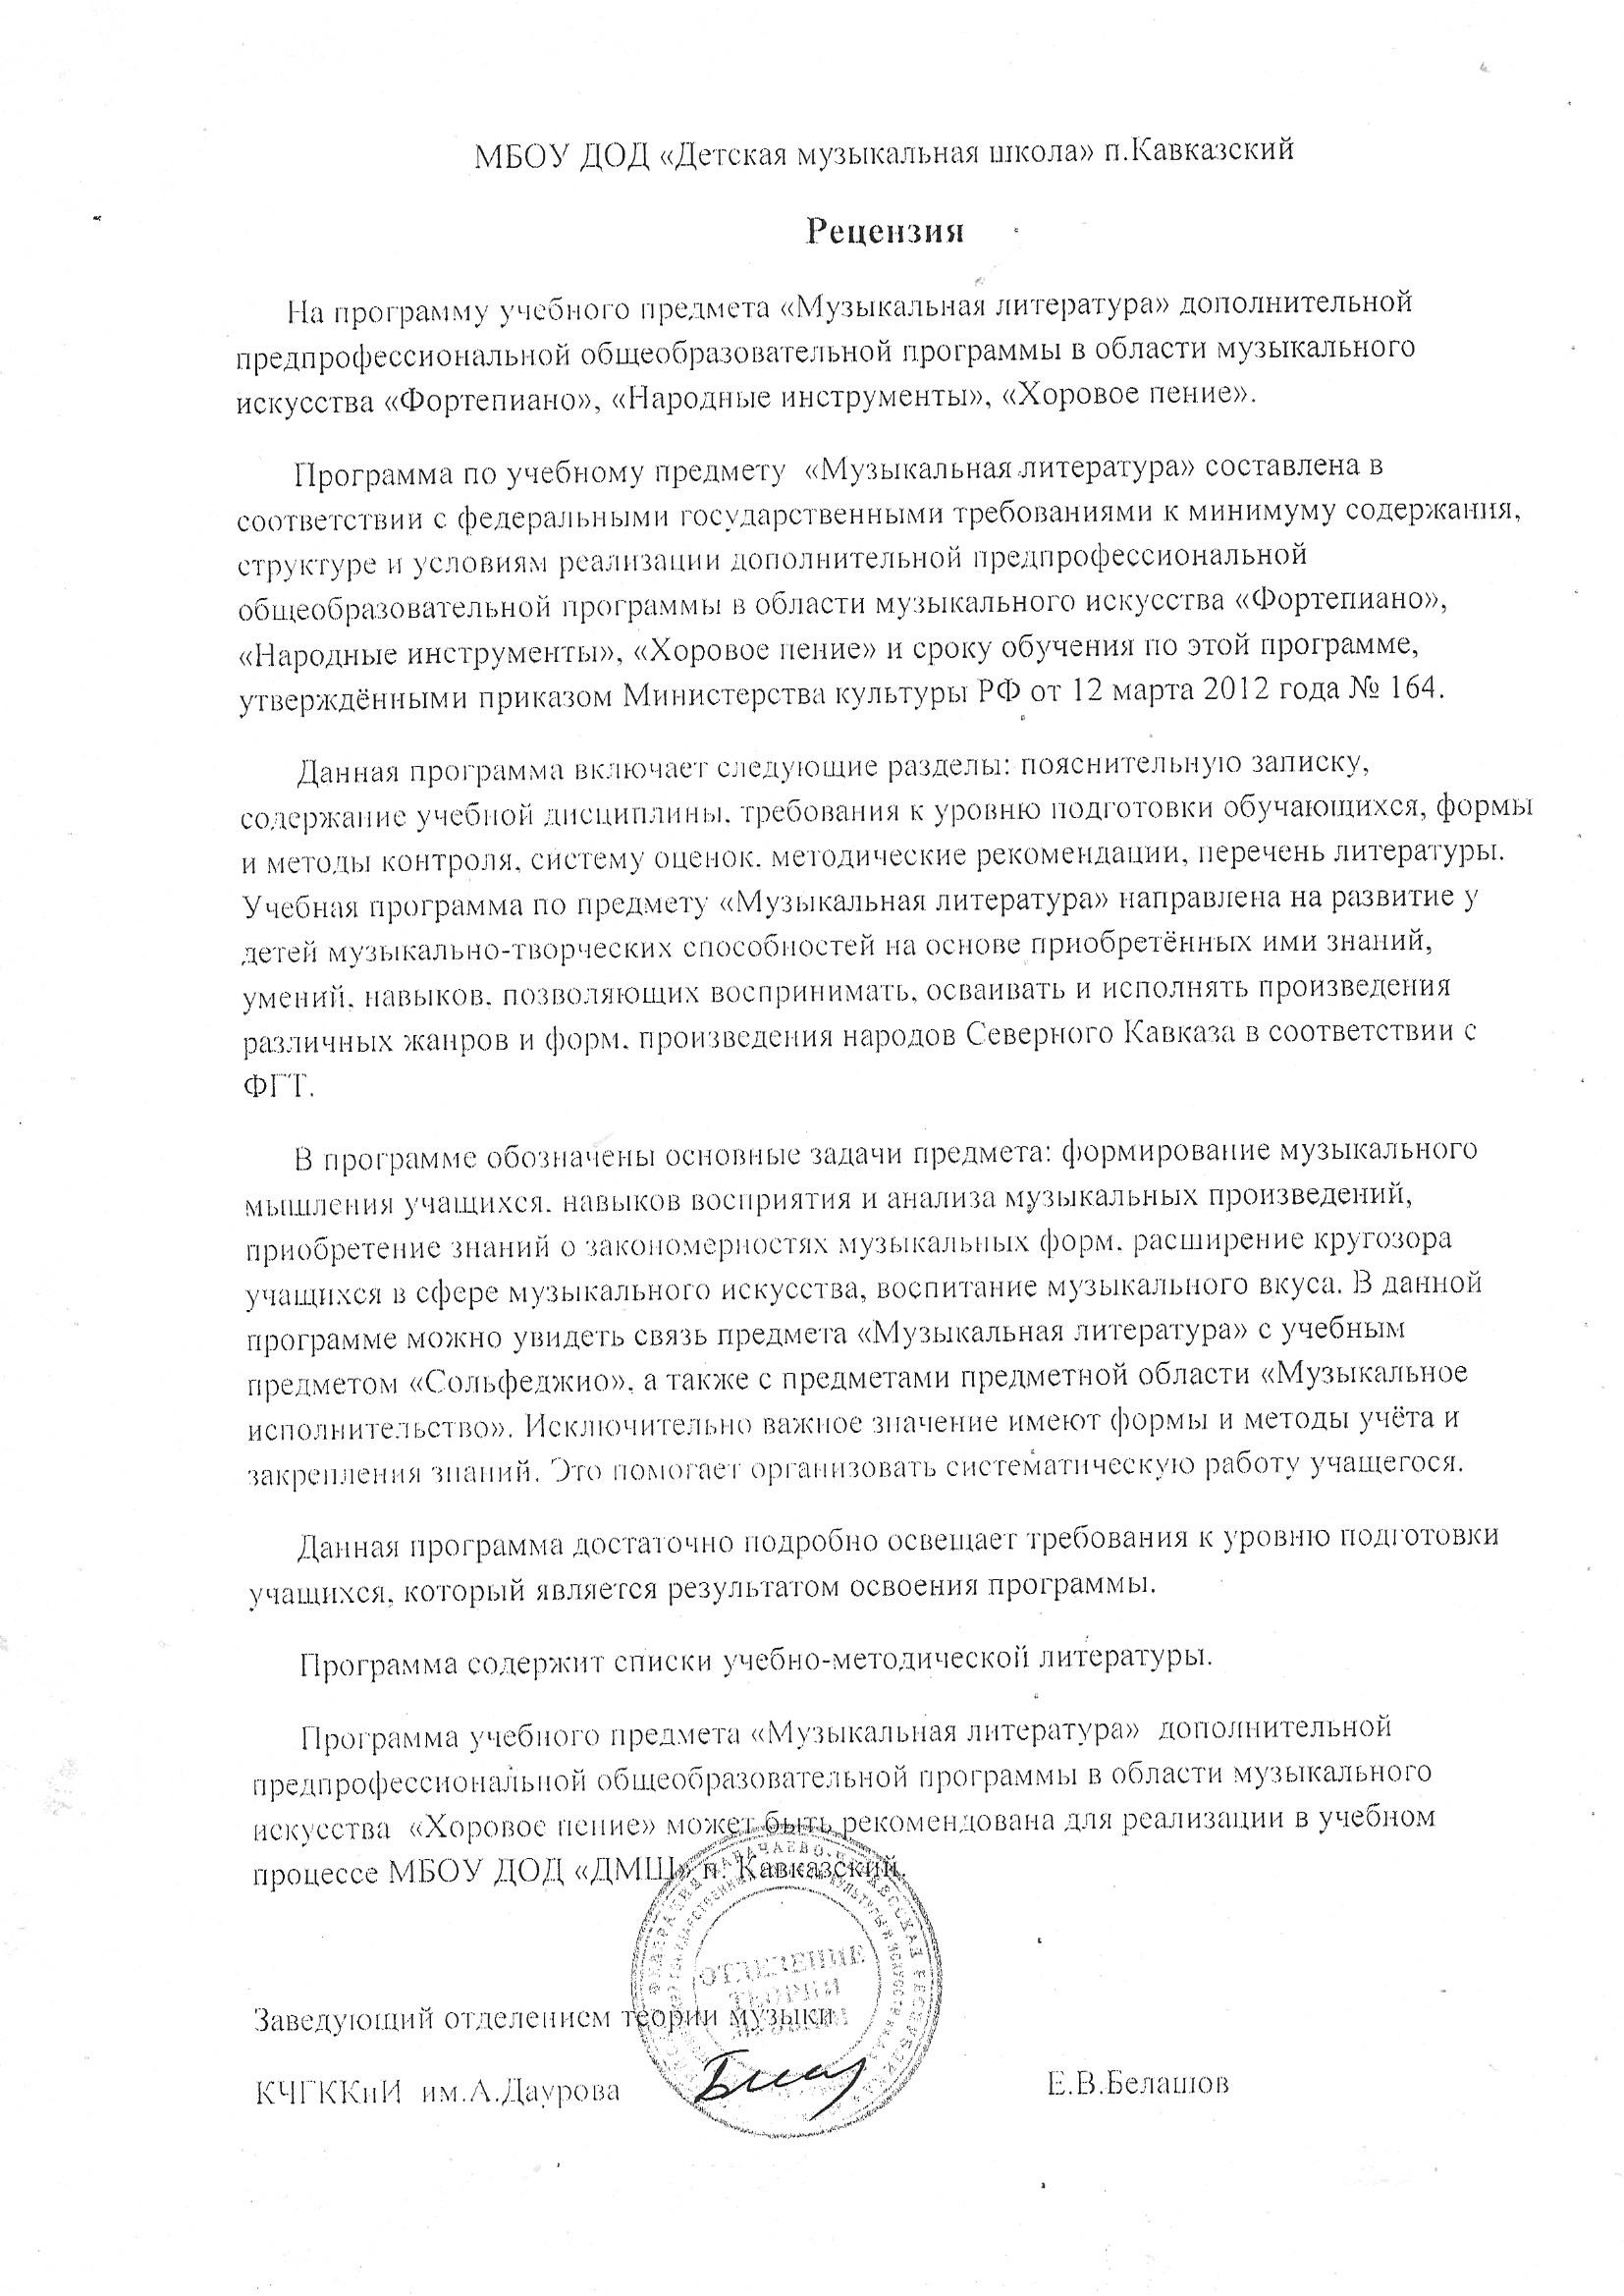 МБОУ ДОД «Детская музыкальная школа» п.Кавказский
Рецензия
На программу учебного предмета «Музыкальная литература» дополнительной
предпрофессиональной общеобразовательной программы в области музыкального
искусства «Фортепиано», «Народные инструменты», «Хоровое пение».
Программа по учебному предмету «Музыкальная литература» составлена в
соответствии с федеральными государственными требованиями к минимуму содержания,
структуре и условиям реализации дополнительной предпрофессиональной
общеобразовательной программы в области музыкального искусства «Фортепиано»,
«Народные инструменты», «Хоровое пение» и сроку обучения по этой программе,
утверждёнными приказом Министерства культуры РФ от 12 марта 2012 года № 164.
Данная программа включает следующие разделы: пояснительную записку,
содержание учебной дисциплины, требования к уровню подготовки обучающихся, формы
и методы контроля, систему оценок, методические рекомендации, перечень литературы.
Учебная программа по предмету «Музыкальная литература» направлена на развитие у
детей музыкально-творческих способностей на основе приобретённых ими знаний,
умений, навыков, позволяющих воспринимать, осваивать и исполнять произведения
различных жанров и форм, произведения народов Северного Кавказа в соответствии с
ФГТ.
В программе обозначены основные задачи предмета: формирование музыкального
мышления учащихся, навыков восприятия и анализа музыкальных произведений,
приобретение знаний о закономерностях музыкальных форм, расширение кругозора
учащихся в сфере музыкального искусства, воспитание музыкального вкуса. В данной
программе можно увидеть связь предмета «Музыкальная литература» с учебным
предметом «Сольфеджио», а также с предметами предметной области «Музыкальное
исполнительство». Исключительно важное значение имеют формы и методы учёта и
закрепления знаний. Это помогает организовать систематическую работу учащегося.
Данная программа достаточно подробно освещает требования к уровню подготовки
учащихся, который является результатом освоения программы.
Программа содержит списки учебно-методической литературы.
Программа учебного предмета «Музыкальная литература» дополнительной
предпрофессиональной общеобразовательной программы в области музыкального
искусства «Хоровое пение» может быть рекомендована для реализации в учебном
процессе МБОУ ДОД «ДМШ» п. Кавказский.
ОТДЕЛЕНИЕ
ТЕОРИИ
Заведующий отделением теории музыки
КЧГККиИ им.А.Даурова Е.В.Белашов